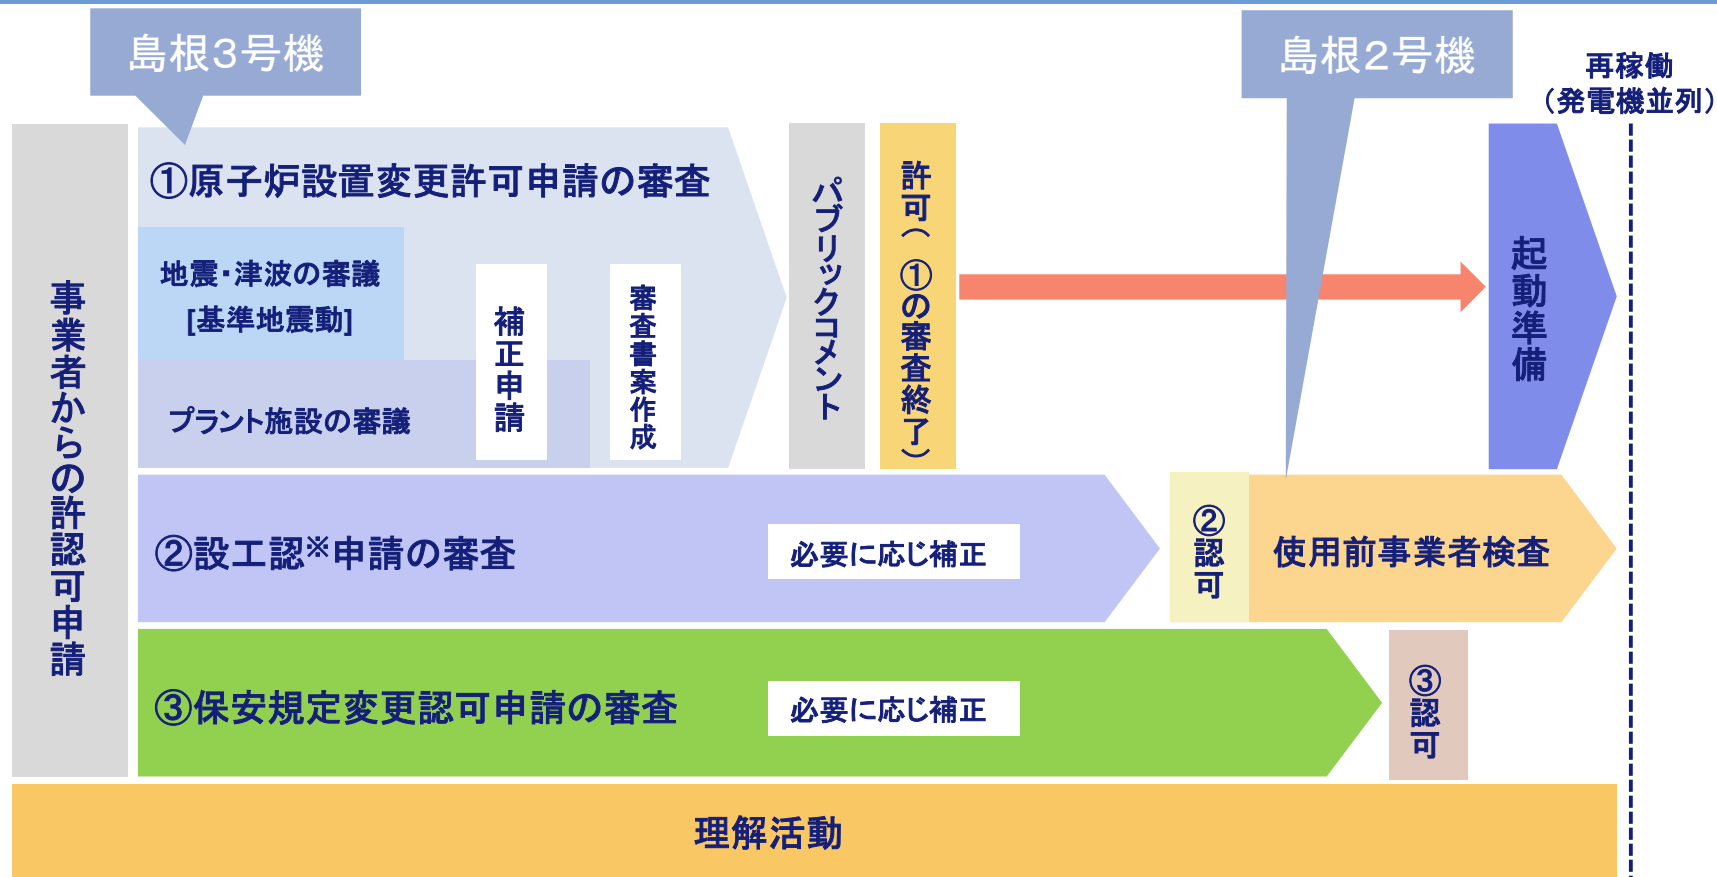 島根3号機
島根2号機
再稼働
（発電機並列）
事業者からの許認可申請
①原子炉設置変更許可申請の審査
地震・津波の審議
[基準地震動]
プラント施設の審議
補正申請
審査書案作成
パブリックコメント
許可（①の審査終了）
起動準備
②設工認※申請の審査
必要に応じ補正
②認可
使用前事業者検査
③保安規定変更認可申請の審査
必要に応じ補正
③認可
理解活動